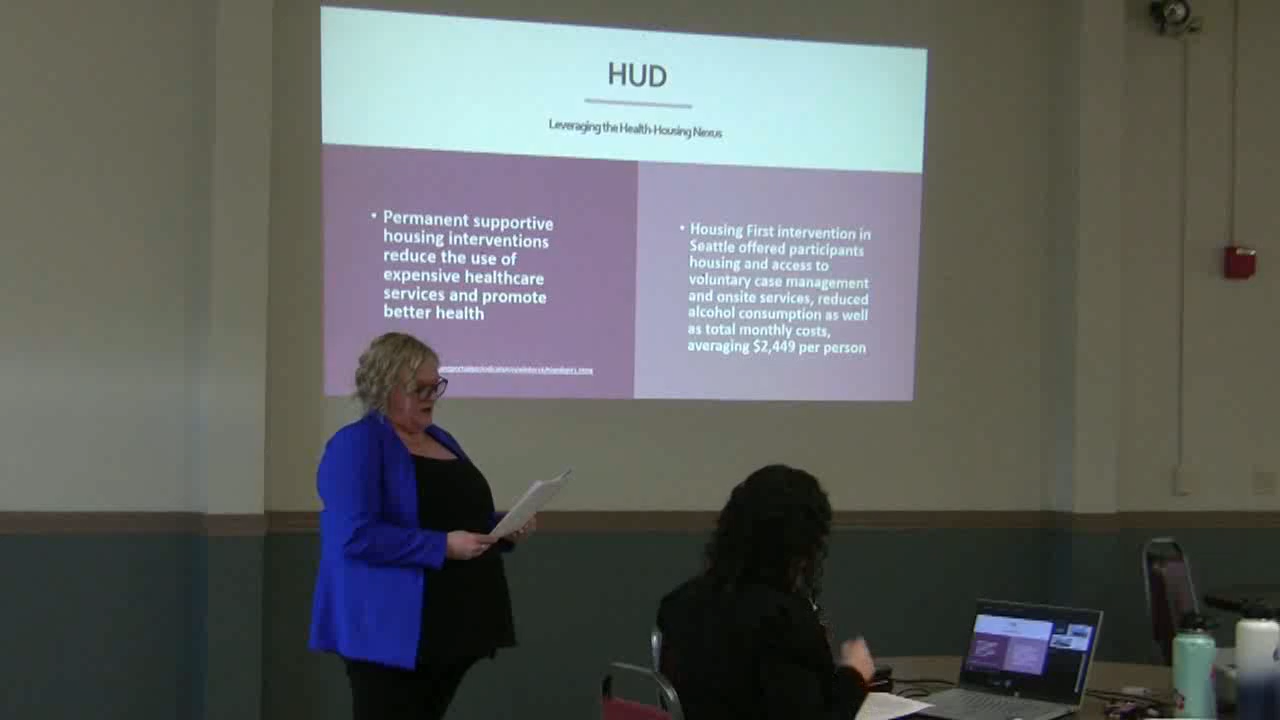 HUD
Leveraging the Health-Housing Nexus
• Permanent supportive
housing interventions
reduce the use of
expensive healthcare
services and promote
better health
• Housing First intervention in
Seattle offered participants
housing and access to
voluntary case management
and onsite services, reduced
alcohol consumption as well
as total monthly costs,
averaging $2,449 per person